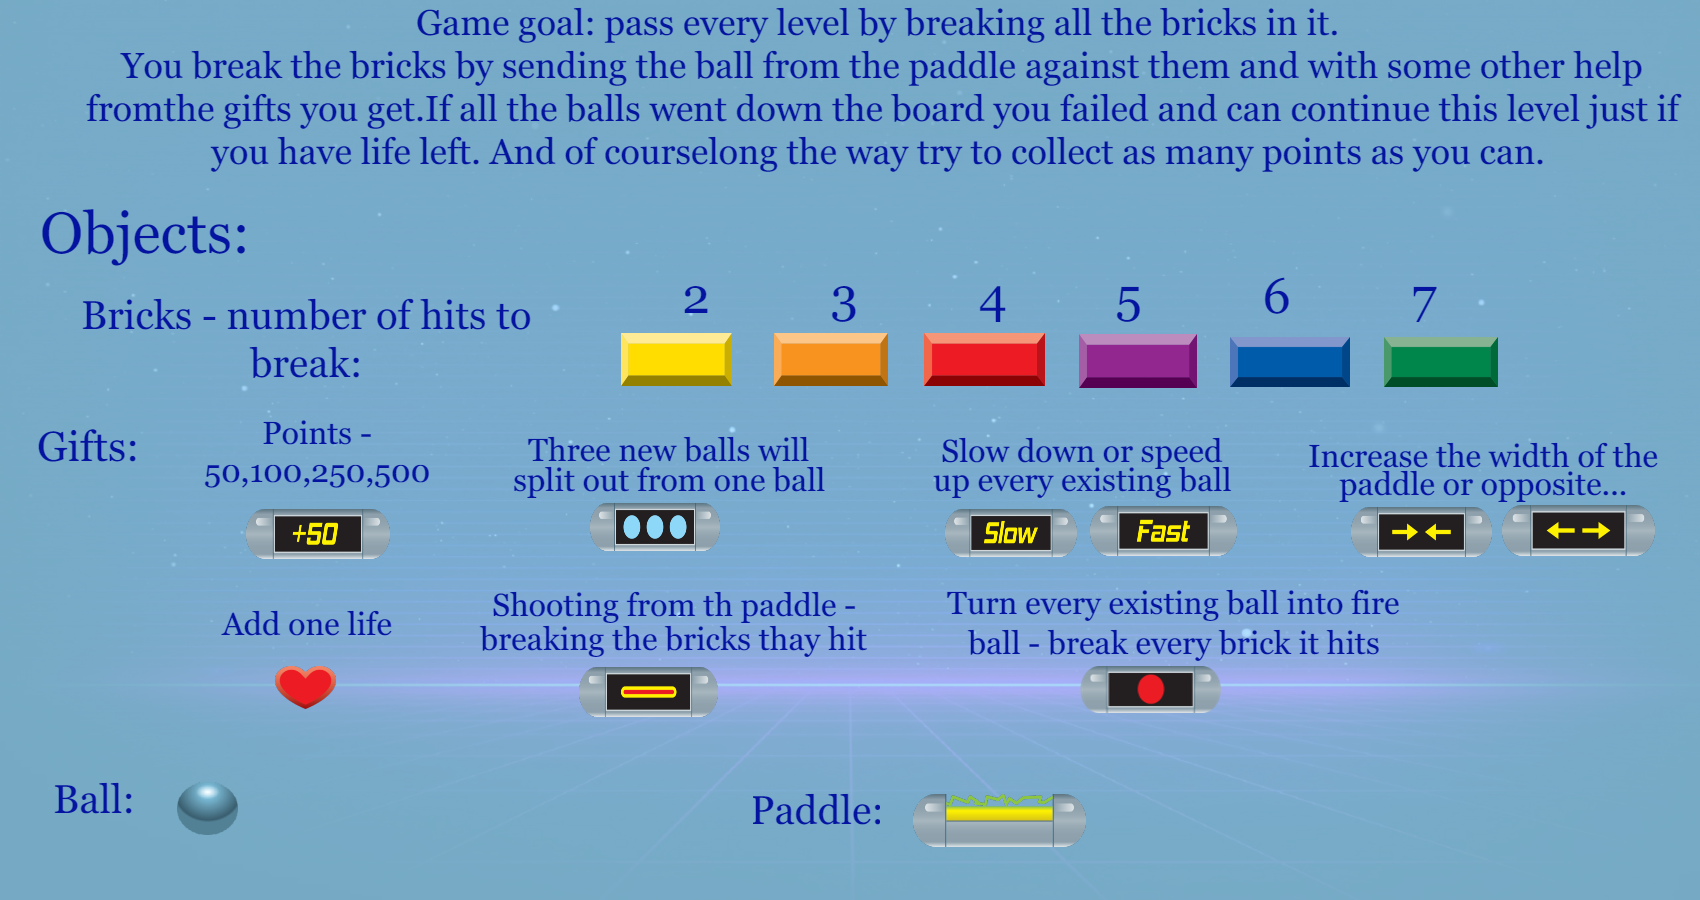 Game goal: pass every level by breaking all the bricks in it.
You break the bricks by sending the ball from the paddle against them and with some other help
fromthe gifts you get.If all the balls went down the board you failed and can continue this level just if
you have life left. And of courselong the way try to collect as many points as you can.
Objects:
2 3 4 5 6 7
Bricks - number of hits to
break:
Gifts:
Points -
50,100,250,500
Three new balls will
split out from one ball
Slow down or speed
up every existing ball
Increase the width of the
paddle or opposite...
+50
Slow
Fast
Add one life
Shooting from th paddle -
breaking the bricks thay hit
Turn every existing ball into fire
ball - break every brick it hits
Ball:
Paddle: